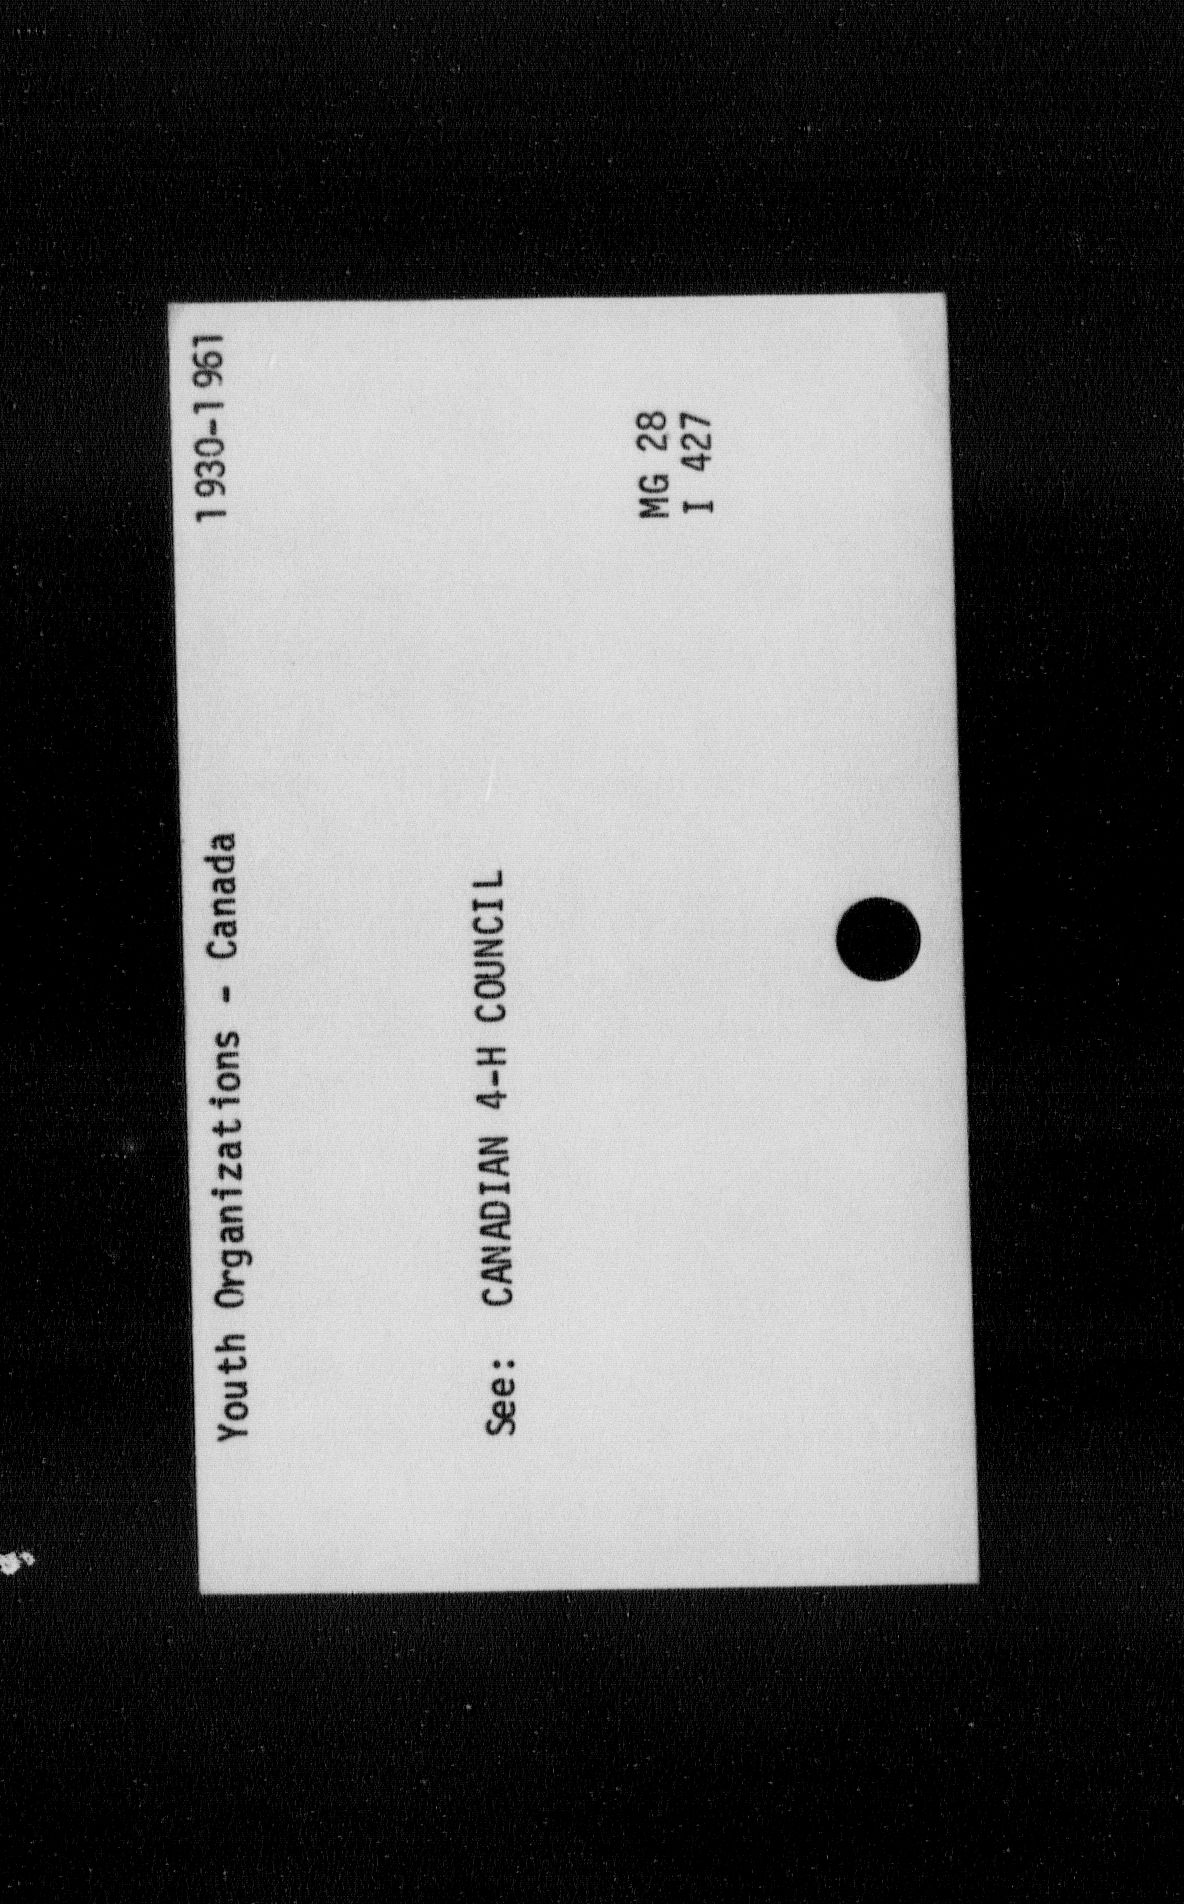 Youth Organizations - Canada 1930-1961
See: CANADIAN 4-H COUNCIL
MG 28
I 427